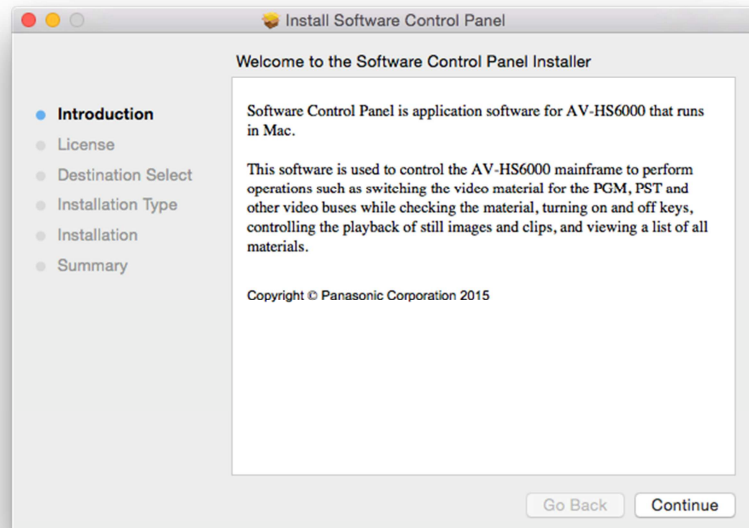 Install Software Control Panel
Welcome to the Software Control Panel Installer
Introduction
License
Destination Select
Installation Type
Installation
Summary
Software Control Panel is application software for AV-HS6000 that runs
in Mac.
This software is used to control the AV-HS6000 mainframe to perform
operations such as switching the video material for the PGM, PST and
other video buses while checking the material, turning on and off keys,
controlling the playback of still images and clips, and viewing a list of all
materials.
Copyright © Panasonic Corporation 2015
Go Back
Continue